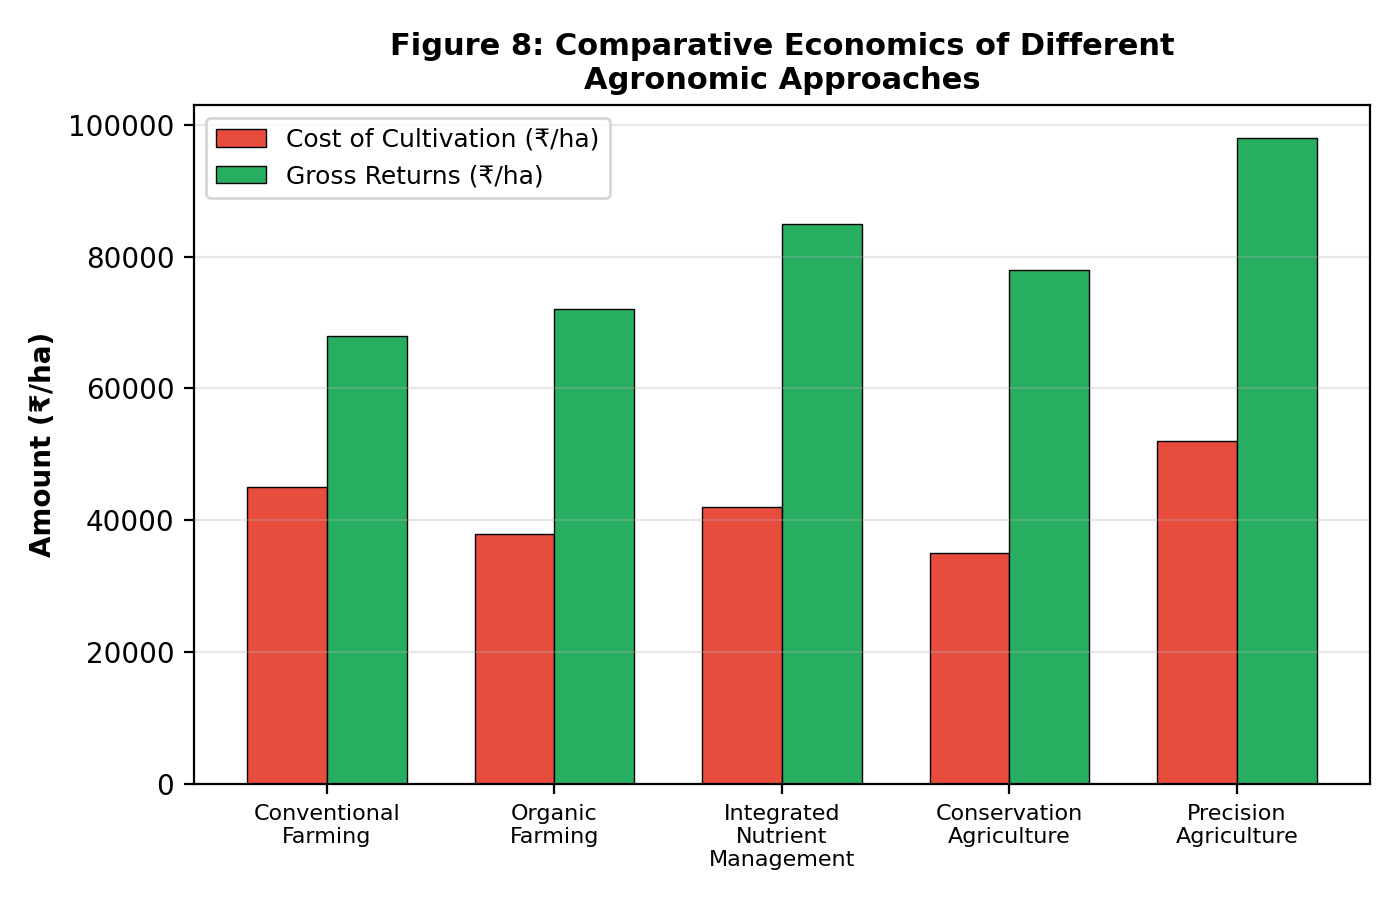 Figure 8: Comparative Economics of Different
Agronomic Approaches
Cost of Cultivation (₹/ha)
Gross Returns (₹/ha)
Amount (₹/ha)
100000
80000
60000
40000
20000
0
Conventional
Farming
Organic
Farming
Integrated
Nutrient
Management
Conservation
Agriculture
Precision
Agriculture